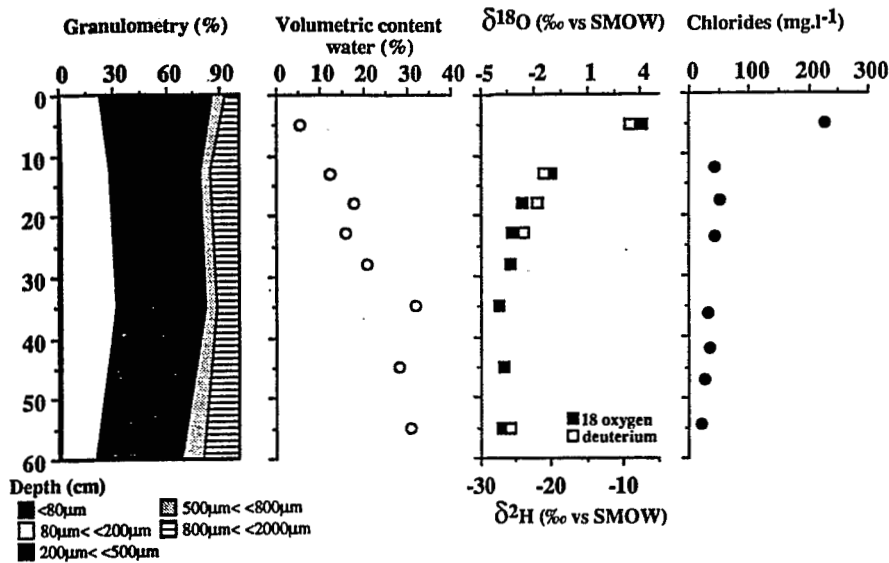 Granulometry (%)
0 30 60 90
0
10
20
30
40
50
60
Depth (cm)
<80μm
80μm< <200μm
200μm< <500μm
500μm< <800μm
800μm< <2000μm
Volumetric content
water (%)
0 10 20 30 40
δ18O (‰ vs SMOW)
-5 -2 1 4
18 oxygen
deuterium
-30 -20 -10
δ2H (‰ vs SMOW)
Chlorides (mg.l-1)
0 100 200 300